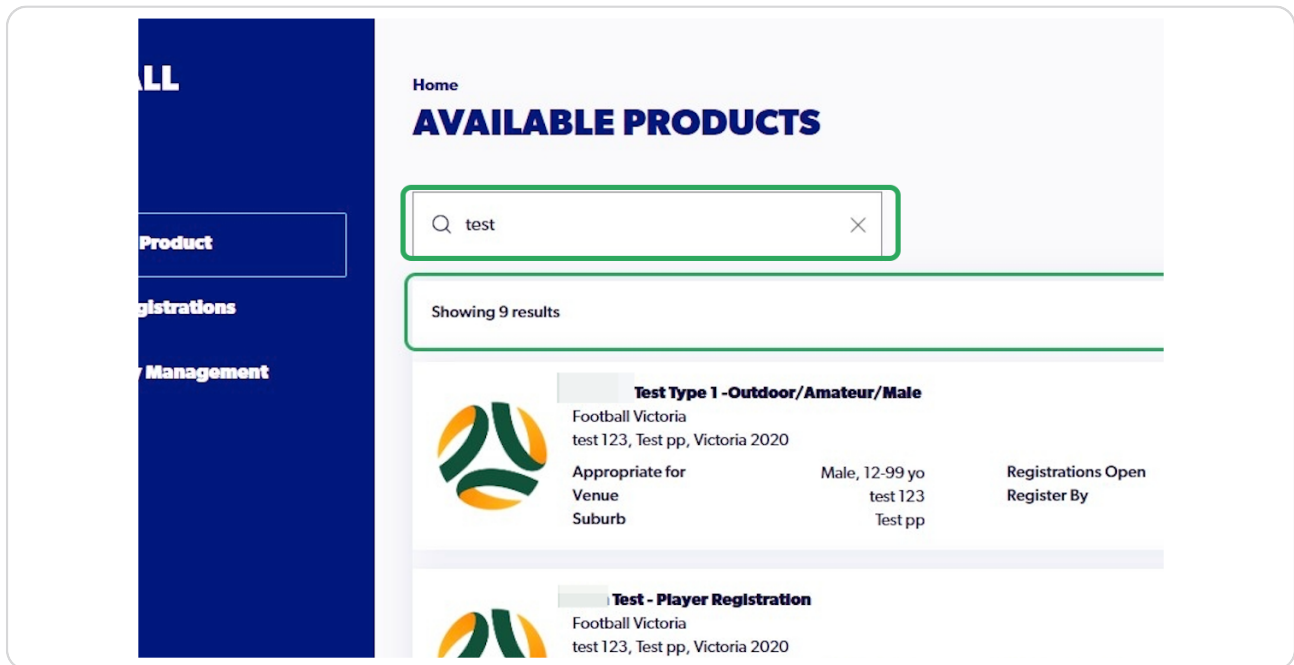 ALL
Home
AVAILABLE PRODUCTS
test
Product
gistrations
Management
Showing 9 results
Test Type 1 -Outdoor/Amateur/Male
Football Victoria
test 123, Test pp, Victoria 2020
Appropriate for Male, 12-99 yo Registrations Open
Venue test 123 Register By
Suburb Test pp
Test - Player Registration
Football Victoria
test 123, Test pp, Victoria 2020